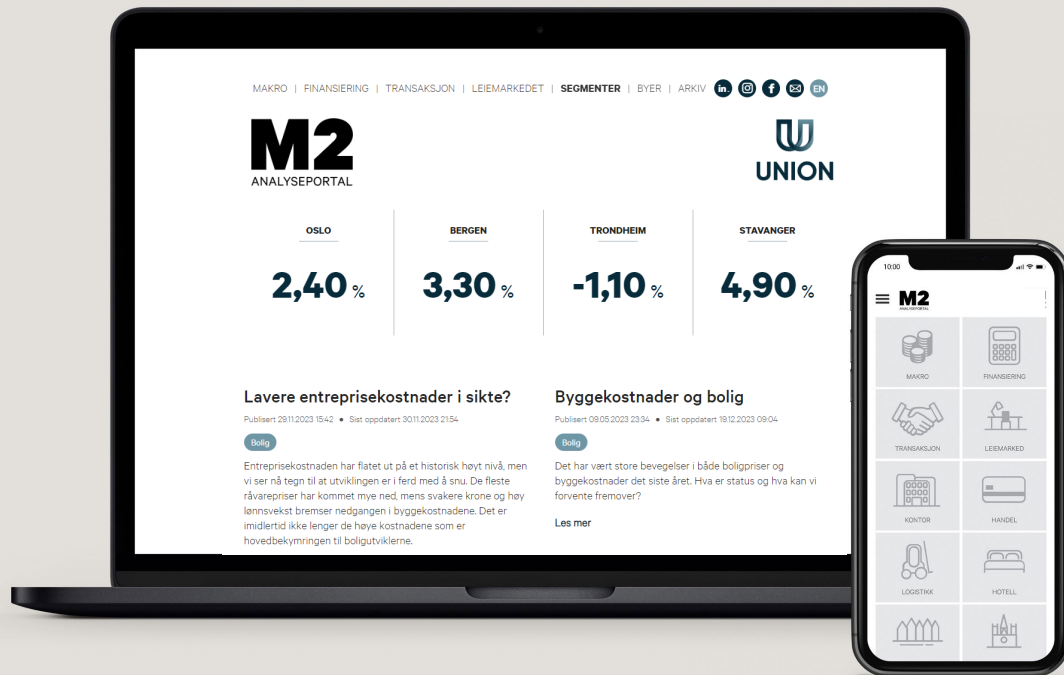 MAKRO | FINANSIERING | TRANSAKSJON | LEIEMARKEDET | SEGMENTER | BYER | ARKIV in. f EN
M2
ANALYSEPORTAL
UNION
OSLO
BERGEN
TRONDHEIM
STAVANGER
2,40 %
3,30 %
-1,10 %
4,90 %
Lavere entreprisekostnader i sikte?
Publisert 29.11.2023 15:42 • Sist oppdatert 30.11.2023 21:54
Bolig
Entreprisekostnaden har flatet ut på et historisk høyt nivå, men
vi ser nå tegn til at utviklingen er i ferd med å snu. De fleste
råvarepriser har kommet mye ned, mens svakere krone og høy
lønnsvekst bremser nedgangen i byggekostnadene. Det er
imidlertid ikke lenger de høye kostnadene som er
hovedbekymringen til boligutviklerne.
Byggekostnader og bolig
Publisert 09.05.2023 23:34 • Sist oppdatert 19.12.2023 09:04
Bolig
Det har vært store bevegelser i både boligpriser og
byggekostnader det siste året. Hva er status og hva kan vi
forvente fremover?
Les mer
10:00
M2
ANALYSEPORTAL
MAKRO
FINANSIERING
TRANSAKSJON
LEIEMARKED
KONTOR
HANDEL
LOGISTIKK
HOTELL